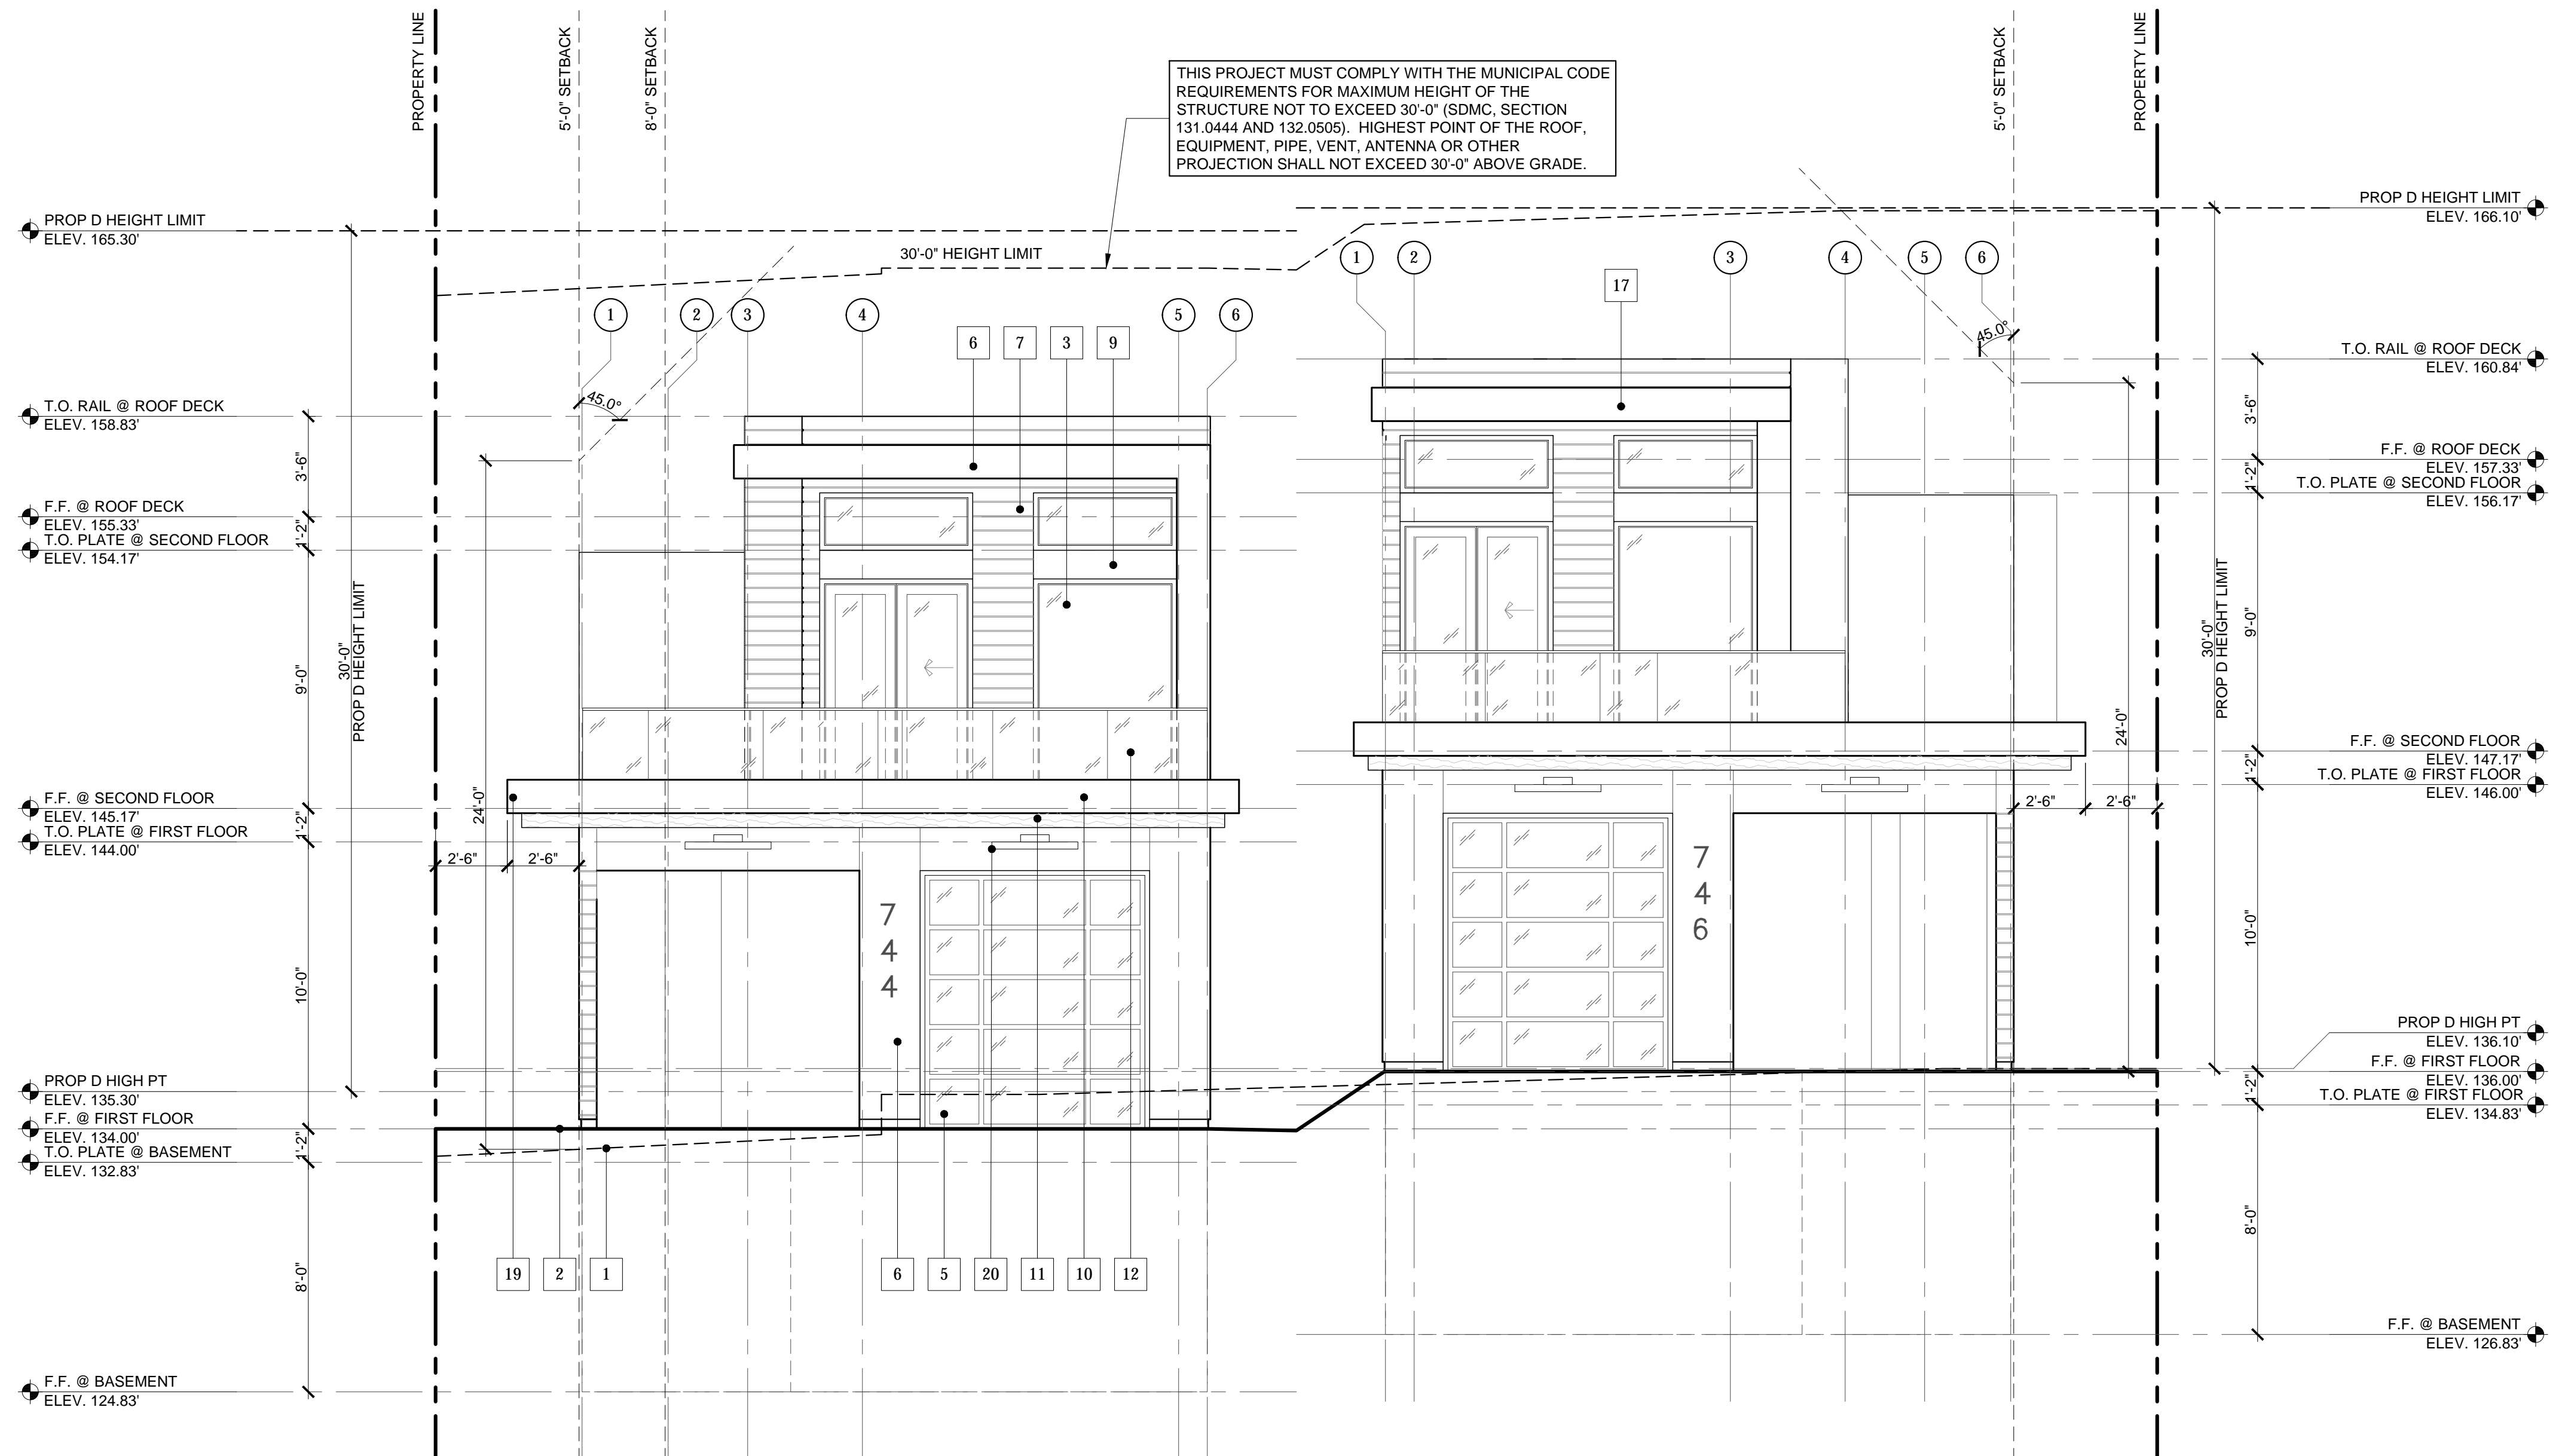 PROPERTY LINE
5'-0" SETBACK
8'-0" SETBACK
5'-0" SETBACK
PROPERTY LINE
THIS PROJECT MUST COMPLY WITH THE MUNICIPAL CODE
REQUIREMENTS FOR MAXIMUM HEIGHT OF THE
STRUCTURE NOT TO EXCEED 30'-0" (SDMC, SECTION
131.0444 AND 132.0505). HIGHEST POINT OF THE ROOF,
EQUIPMENT, PIPE, VENT, ANTENNA OR OTHER
PROJECTION SHALL NOT EXCEED 30'-0" ABOVE GRADE.
PROP D HEIGHT LIMIT
ELEV. 165.30'
T.O. RAIL @ ROOF DECK
ELEV. 158.83'
F.F. @ ROOF DECK
ELEV. 155.33'
T.O. PLATE @ SECOND FLOOR
ELEV. 154.17'
F.F. @ SECOND FLOOR
ELEV. 145.17'
T.O. PLATE @ FIRST FLOOR
ELEV. 144.00'
PROP D HIGH PT
ELEV. 135.30'
F.F. @ FIRST FLOOR
ELEV. 134.00'
T.O. PLATE @ BASEMENT
ELEV. 132.83'
F.F. @ BASEMENT
ELEV. 124.83'
3'-6"
1'-2"
9'-0"
1'-2"
10'-0"
1'-2"
8'-0"
30'-0"
PROP D HEIGHT LIMIT
24'-0"
2'-6"
2'-6"
45.0°
30'-0" HEIGHT LIMIT
1
2
3
4
5
6
6
7
3
9
7
4
4
19
2
1
6
5
20
11
10
12
1
2
3
4
5
6
17
45.0°
7
4
6
2'-6"
2'-6"
24'-0"
30'-0"
PROP D HEIGHT LIMIT
3'-6"
1'-2"
9'-0"
1'-2"
10'-0"
1'-2"
8'-0"
PROP D HEIGHT LIMIT
ELEV. 166.10'
T.O. RAIL @ ROOF DECK
ELEV. 160.84'
F.F. @ ROOF DECK
ELEV. 157.33'
T.O. PLATE @ SECOND FLOOR
ELEV. 156.17'
F.F. @ SECOND FLOOR
ELEV. 147.17'
T.O. PLATE @ FIRST FLOOR
ELEV. 146.00'
PROP D HIGH PT
ELEV. 136.10'
F.F. @ FIRST FLOOR
ELEV. 136.00'
T.O. PLATE @ FIRST FLOOR
ELEV. 134.83'
F.F. @ BASEMENT
ELEV. 126.83'